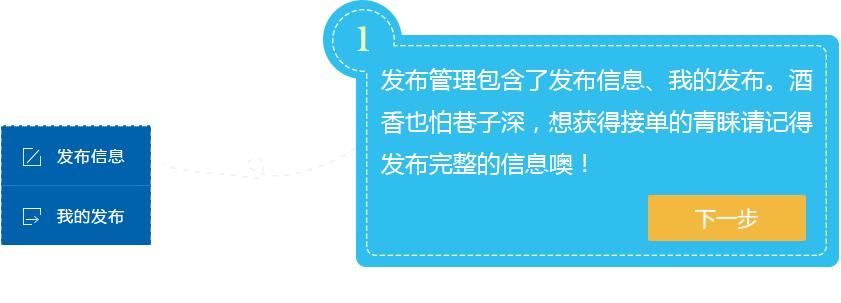 1
发布管理包含了发布信息、我的发布。酒
香也怕巷子深，想获得接单的青睐请记得
发布完整的信息噢！
下一步
发布信息
我的发布